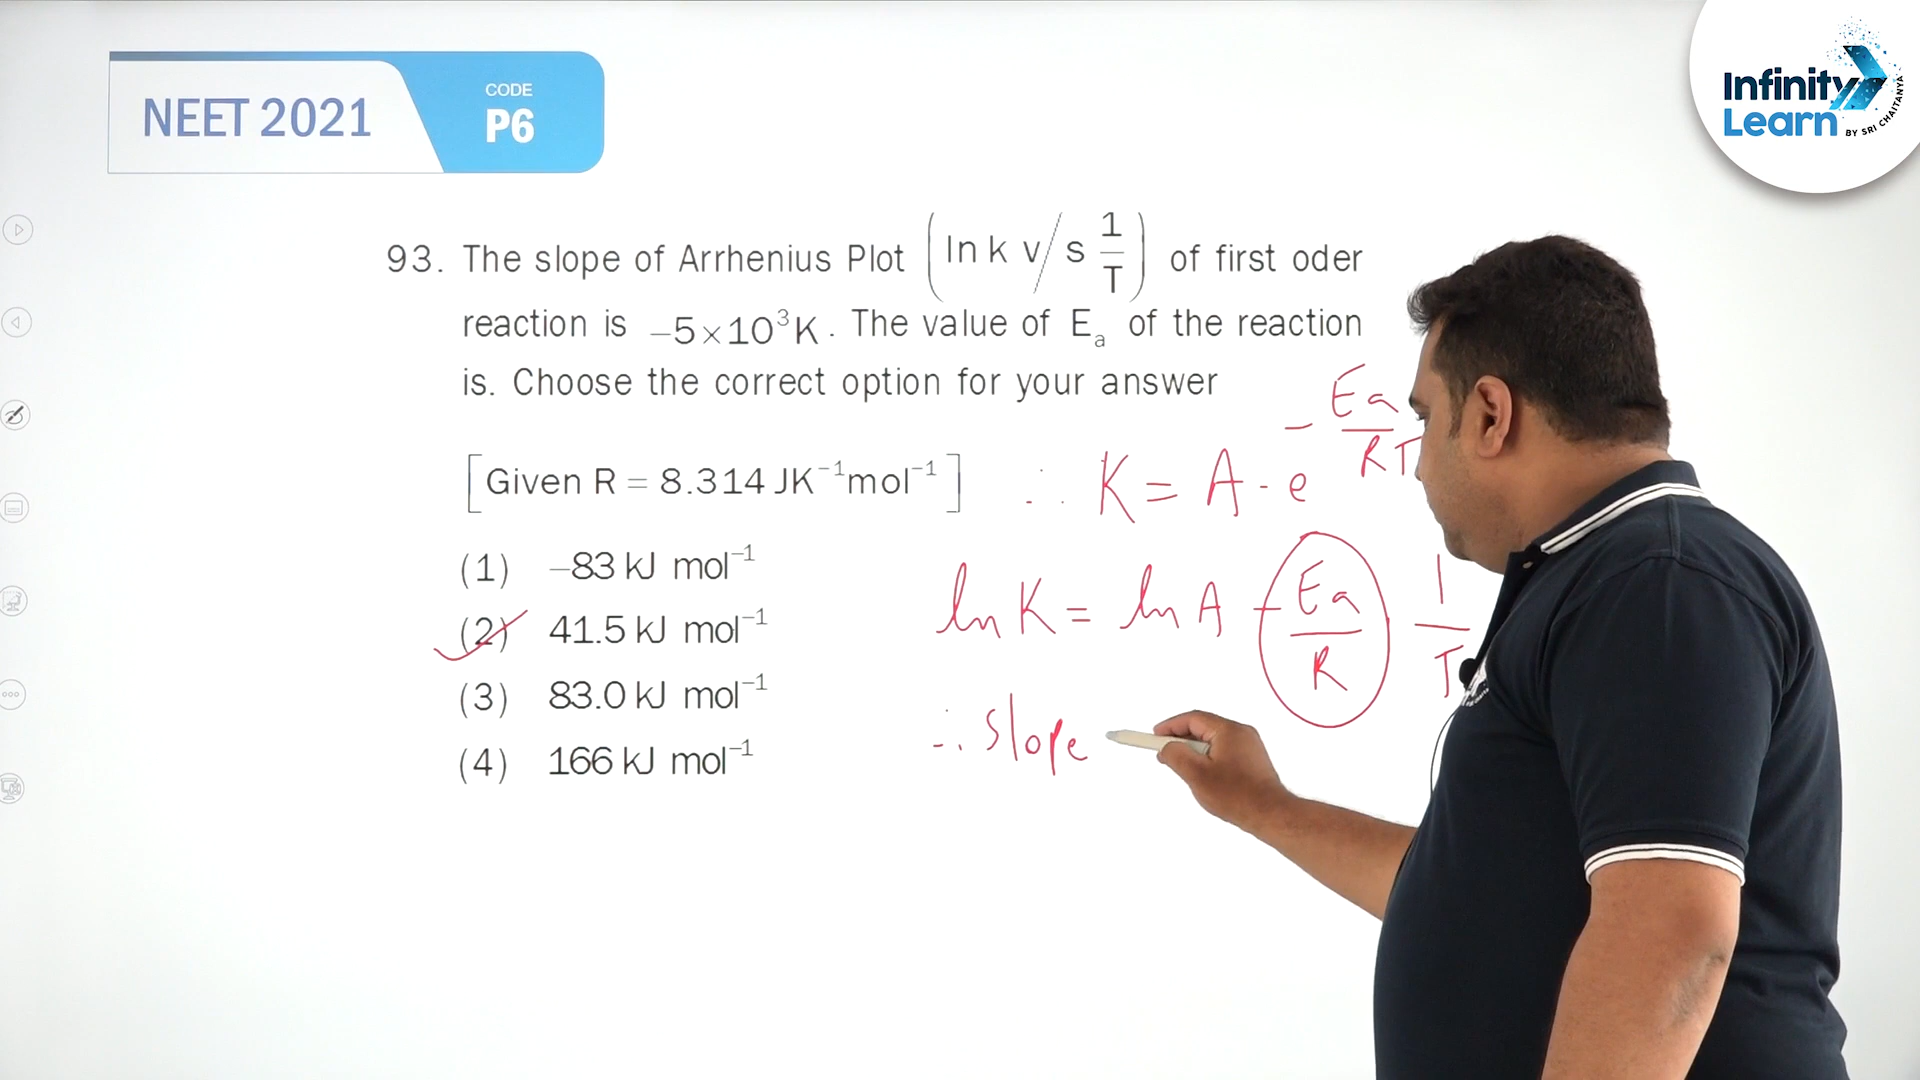 NEET 2021
CODE
P6
Infinity
Learn
BY SRI CHAITANYA
93. The slope of Arrhenius Plot (ln k v/s 1/T) of first oder
reaction is −5×10³K. The value of Eₐ of the reaction
is. Choose the correct option for your answer
[Given R = 8.314 JK⁻¹mol⁻¹]
(1) −83 kJ mol⁻¹
(2) 41.5 kJ mol⁻¹
(3) 83.0 kJ mol⁻¹
(4) 166 kJ mol⁻¹
∴ K = A · e^(−Ea/RT)
ln K = ln A − Ea/R 1/T
∴ slope